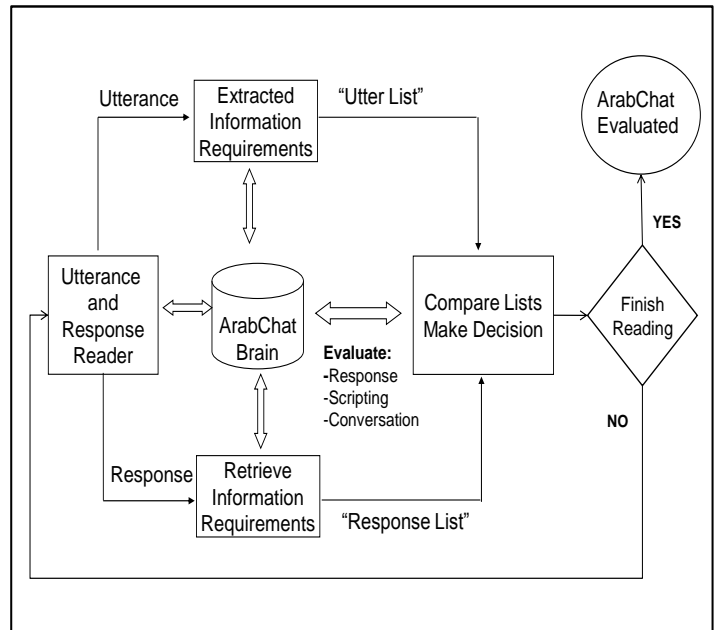 Utterance
Extracted
Information
Requirements
“Utter List”
ArabChat
Evaluated
YES
Utterance
and
Response
Reader
ArabChat
Brain
Evaluate:
-Response
-Scripting
-Conversation
Compare Lists
Make Decision
Finish
Reading
NO
Response
Retrieve
Information
Requirements
“Response List”